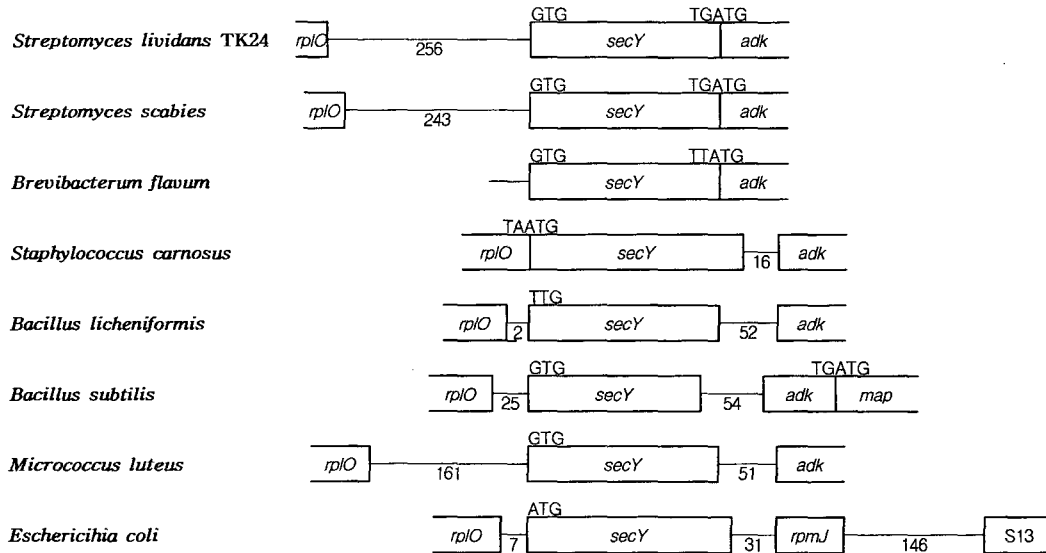 GTG TGATG
Streptomyces lividans TK24 rplO 256 secY adk
GTG TGATG
Streptomyces scabies rplO 243 secY adk
GTG TTATG
Brevibacterum flavum secY adk
TAATG
Staphylococcus carnosus rplO secY 16 adk
TTG
Bacillus licheniformis rplO 2 secY 52 adk
GTG TGATG
Bacillus subtilis rplO 25 secY 54 adk map
GTG
Micrococcus luteus rplO 161 secY 51 adk
ATG
Eschericihia coli rplO 7 secY 31 rpmJ 146 S13